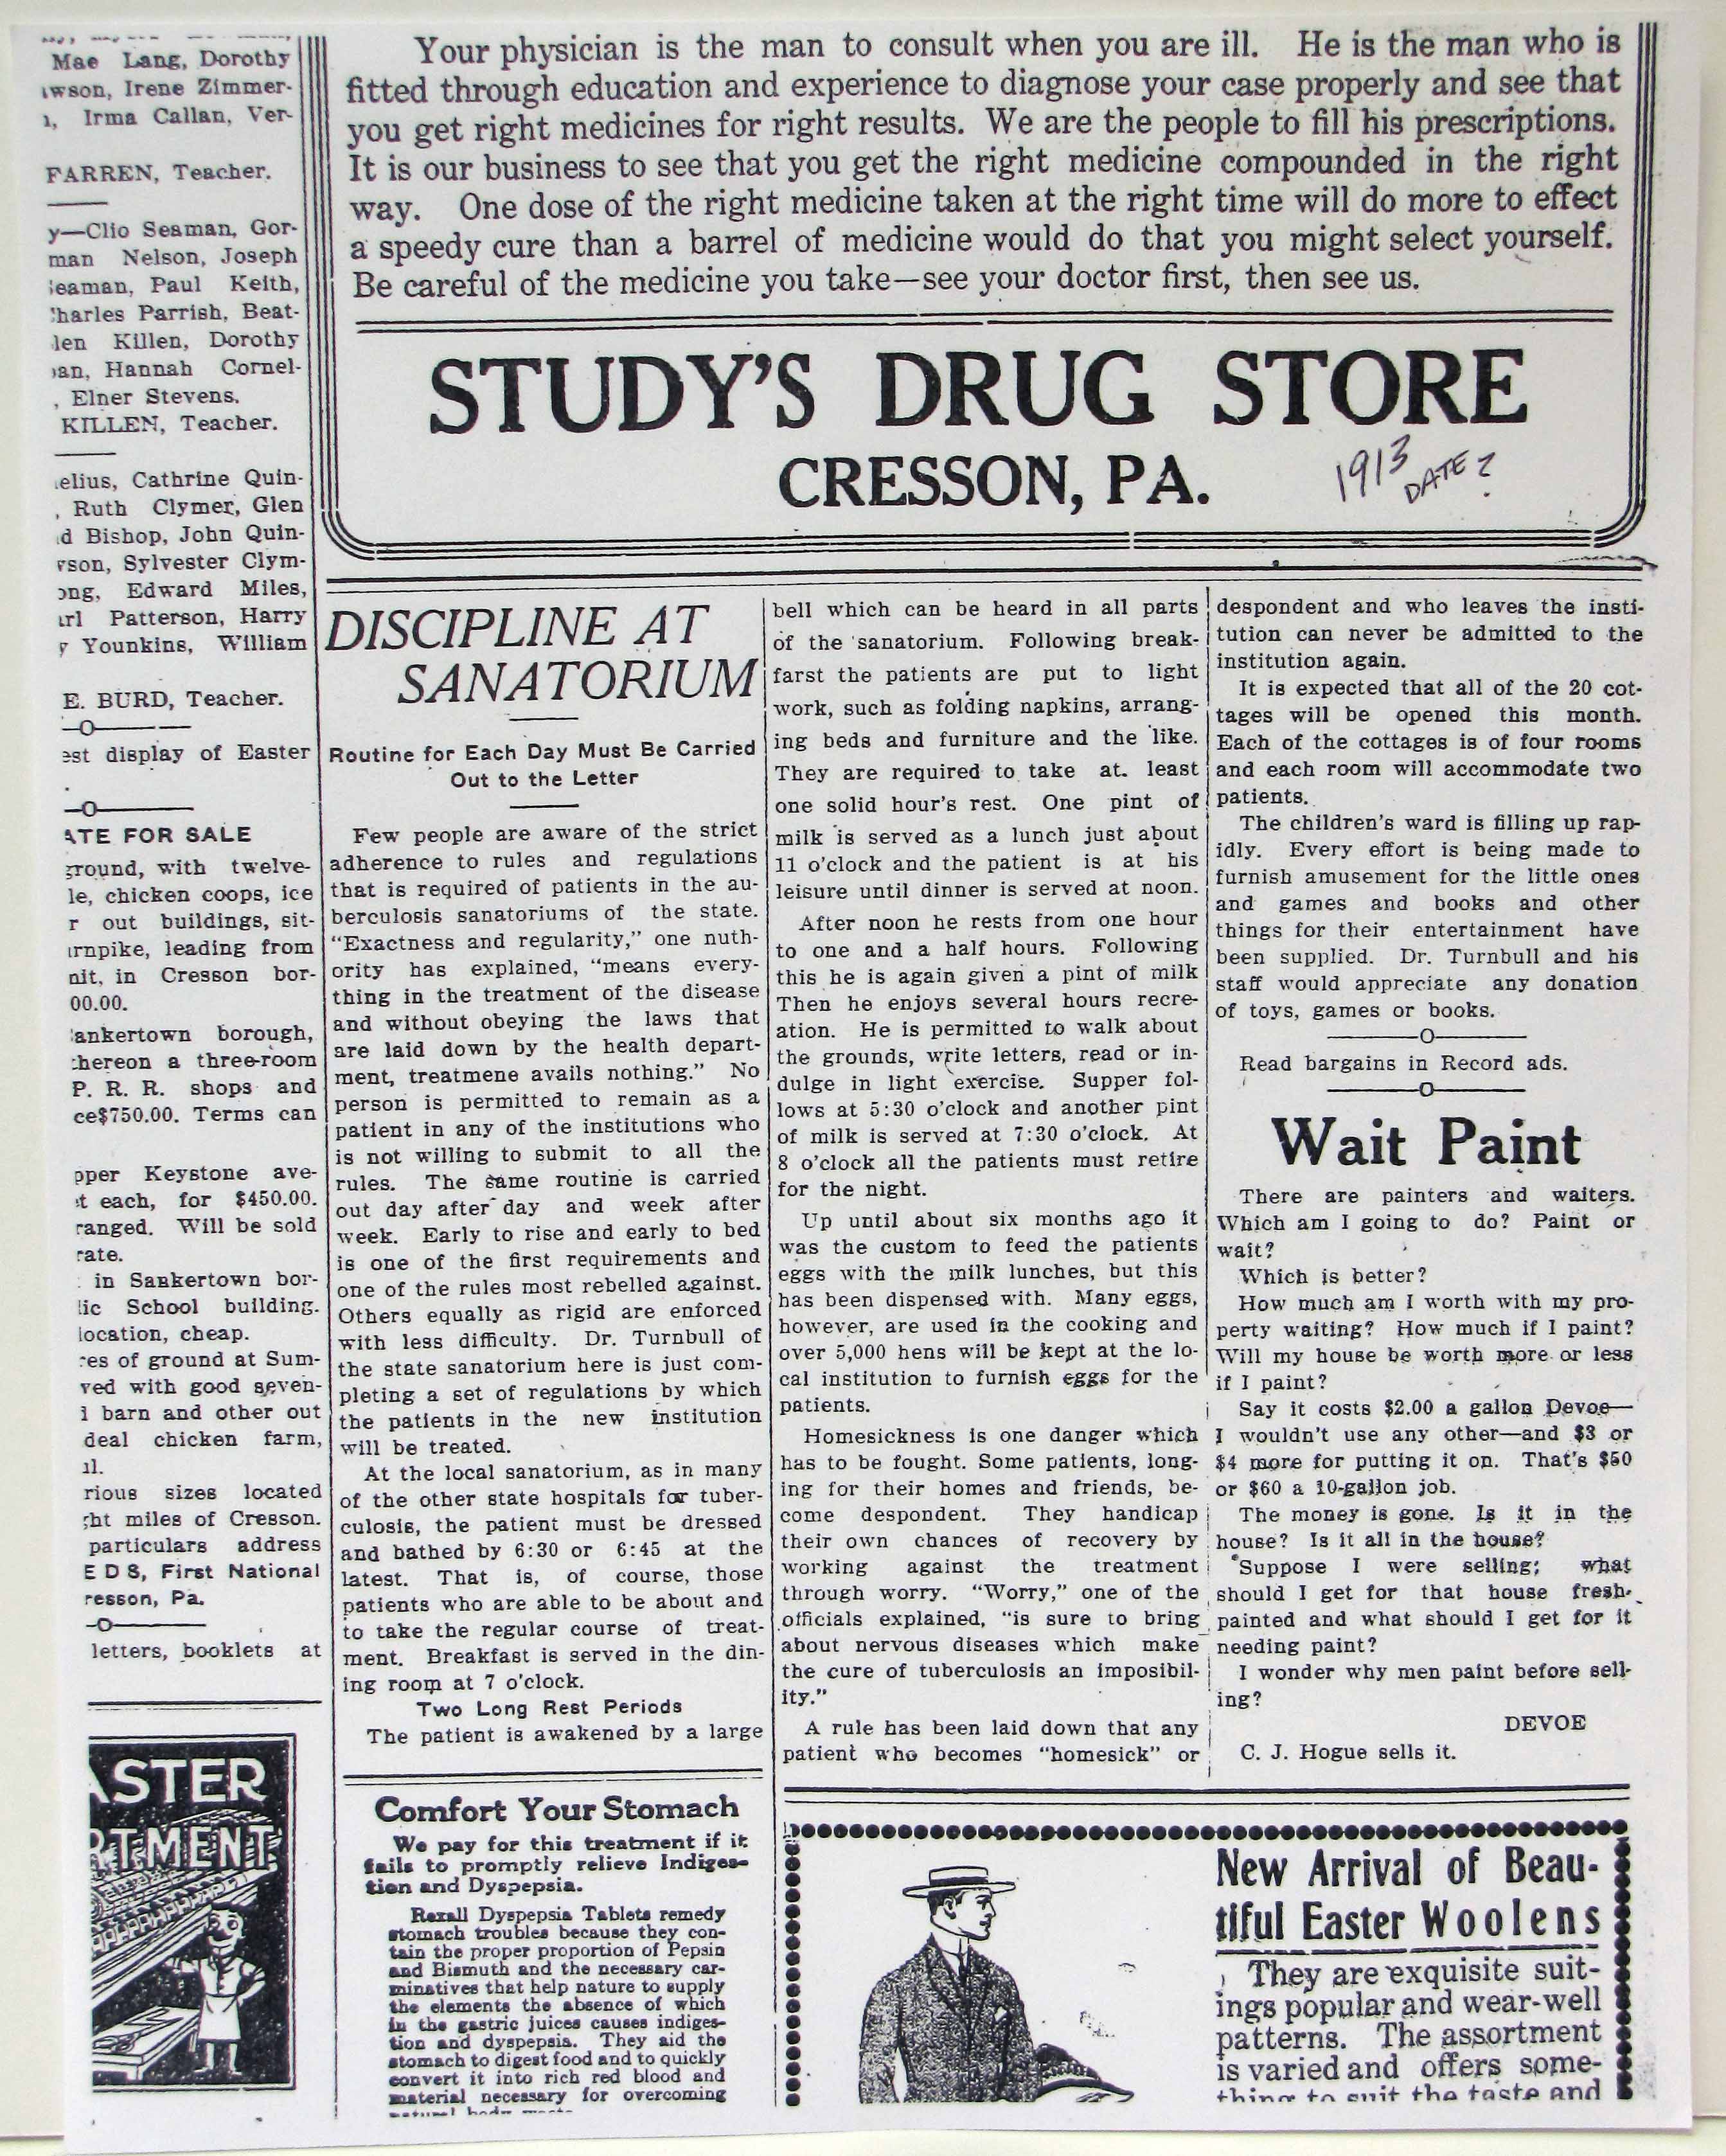 Mae Lang, Dorothy
wson, Irene Zimmer-
, Irma Callan, Ver-
FARREN, Teacher.
y—Clio Seaman, Gor-
man Nelson, Joseph
eaman, Paul Keith,
harles Parrish, Beat-
len Killen, Dorothy
an, Hannah Cornel-
, Elner Stevens.
KILLEN, Teacher.
elius, Cathrine Quin-
, Ruth Clymer, Glen
d Bishop, John Quin-
rson, Sylvester Clym-
ong, Edward Miles,
rl Patterson, Harry
y Younkins, William
E. BURD, Teacher.
—O—
est display of Easter
.
—O—
ATE FOR SALE
ground, with twelve-
le, chicken coops, ice
r out buildings, sit-
urnpike, leading from
nit, in Cresson bor-
00.00.
ankertown borough,
thereon a three-room
P. R. R. shops and
ce$750.00. Terms can
pper Keystone ave-
t each, for $450.00.
ranged. Will be sold
rate.
in Sankertown bor-
lic School building.
location, cheap.
res of ground at Sum-
ved with good seven-
l barn and other out
deal chicken farm,
ll.
rious sizes located
ght miles of Cresson.
particulars address
E D S, First National
resson, Pa.
—O—
letters, booklets at
ASTER
RTMENT
Your physician is the man to consult when you are ill. He is the man who is
fitted through education and experience to diagnose your case properly and see that
you get right medicines for right results. We are the people to fill his prescriptions.
It is our business to see that you get the right medicine compounded in the right
way. One dose of the right medicine taken at the right time will do more to effect
a speedy cure than a barrel of medicine would do that you might select yourself.
Be careful of the medicine you take—see your doctor first, then see us.
STUDY'S DRUG STORE
CRESSON, PA.
1913
DATE?
DISCIPLINE AT
SANATORIUM
Routine for Each Day Must Be Carried
Out to the Letter
Few people are aware of the strict
adherence to rules and regulations
that is required of patients in the au-
berculosis sanatoriums of the state.
"Exactness and regularity," one nuth-
ority has explained, "means every-
thing in the treatment of the disease
and without obeying the laws that
are laid down by the health depart-
ment, treatmene avails nothing." No
person is permitted to remain as a
patient in any of the institutions who
is not willing to submit to all the
rules. The same routine is carried
out day after day and week after
week. Early to rise and early to bed
is one of the first requirements and
one of the rules most rebelled against.
Others equally as rigid are enforced
with less difficulty. Dr. Turnbull of
the state sanatorium here is just com-
pleting a set of regulations by which
the patients in the new institution
will be treated.
At the local sanatorium, as in many
of the other state hospitals for tuber-
culosis, the patient must be dressed
and bathed by 6:30 or 6:45 at the
latest. That is, of course, those
patients who are able to be about and
to take the regular course of treat-
ment. Breakfast is served in the din-
ing room at 7 o'clock.
Two Long Rest Periods
The patient is awakened by a large
bell which can be heard in all parts
of the sanatorium. Following break-
farst the patients are put to light
work, such as folding napkins, arrang-
ing beds and furniture and the like.
They are required to take at. least
one solid hour's rest. One pint of
milk is served as a lunch just about
11 o'clock and the patient is at his
leisure until dinner is served at noon.
After noon he rests from one hour
to one and a half hours. Following
this he is again given a pint of milk
Then he enjoys several hours recre-
ation. He is permitted to walk about
the grounds, write letters, read or in-
dulge in light exercise. Supper fol-
lows at 5:30 o'clock and another pint
of milk is served at 7:30 o'clock. At
8 o'clock all the patients must retire
for the night.
Up until about six months ago it
was the custom to feed the patients
eggs with the milk lunches, but this
has been dispensed with. Many eggs,
however, are used in the cooking and
over 5,000 hens will be kept at the lo-
cal institution to furnish eggs for the
patients.
Homesickness is one danger which
has to be fought. Some patients, long-
ing for their homes and friends, be-
come despondent. They handicap
their own chances of recovery by
working against the treatment
through worry. "Worry," one of the
officials explained, "is sure to bring
about nervous diseases which make
the cure of tuberculosis an imposibil-
ity."
A rule has been laid down that any
patient who becomes "homesick" or
despondent and who leaves the insti-
tution can never be admitted to the
institution again.
It is expected that all of the 20 cot-
tages will be opened this month.
Each of the cottages is of four rooms
and each room will accommodate two
patients.
The children's ward is filling up rap-
idly. Every effort is being made to
furnish amusement for the little ones
and games and books and other
things for their entertainment have
been supplied. Dr. Turnbull and his
staff would appreciate any donation
of toys, games or books.
—O—
Read bargains in Record ads.
—O—
Wait Paint
There are painters and waiters.
Which am I going to do? Paint or
wait?
Which is better?
How much am I worth with my pro-
perty waiting? How much if I paint?
Will my house be worth more or less
if I paint?
Say it costs $2.00 a gallon Devoe—
I wouldn't use any other—and $3 or
$4 more for putting it on. That's $50
or $60 a 10-gallon job.
The money is gone. Is it in the
house? Is it all in the house?
Suppose I were selling; what
should I get for that house fresh-
painted and what should I get for it
needing paint?
I wonder why men paint before sell-
ing?
DEVOE
C. J. Hogue sells it.
Comfort Your Stomach
We pay for this treatment if it
fails to promptly relieve Indiges-
tion and Dyspepsia.
Rexall Dyspepsia Tablets remedy
stomach troubles because they con-
tain the proper proportion of Pepsin
and Bismuth and the necessary car-
minatives that help nature to supply
the elements the absence of which
in the gastric juices causes indiges-
tion and dyspepsia. They aid the
stomach to digest food and to quickly
convert it into rich red blood and
material necessary for overcoming
New Arrival of Beau-
tiful Easter Woolens
They are exquisite suit-
ings popular and wear-well
patterns. The assortment
is varied and offers some-
thing to suit the taste and